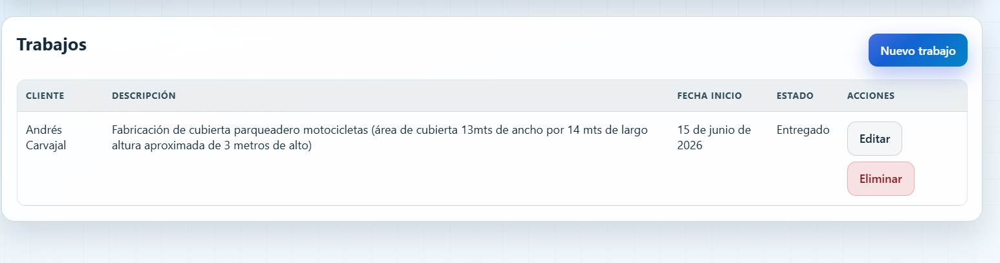 Trabajos
Nuevo trabajo
CLIENTE DESCRIPCIÓN FECHA INICIO ESTADO ACCIONES
Andrés Carvajal
Fabricación de cubierta parqueadero motocicletas (área de cubierta 13mts de ancho por 14 mts de largo
altura aproximada de 3 metros de alto)
15 de junio de
2026
Entregado
Editar
Eliminar